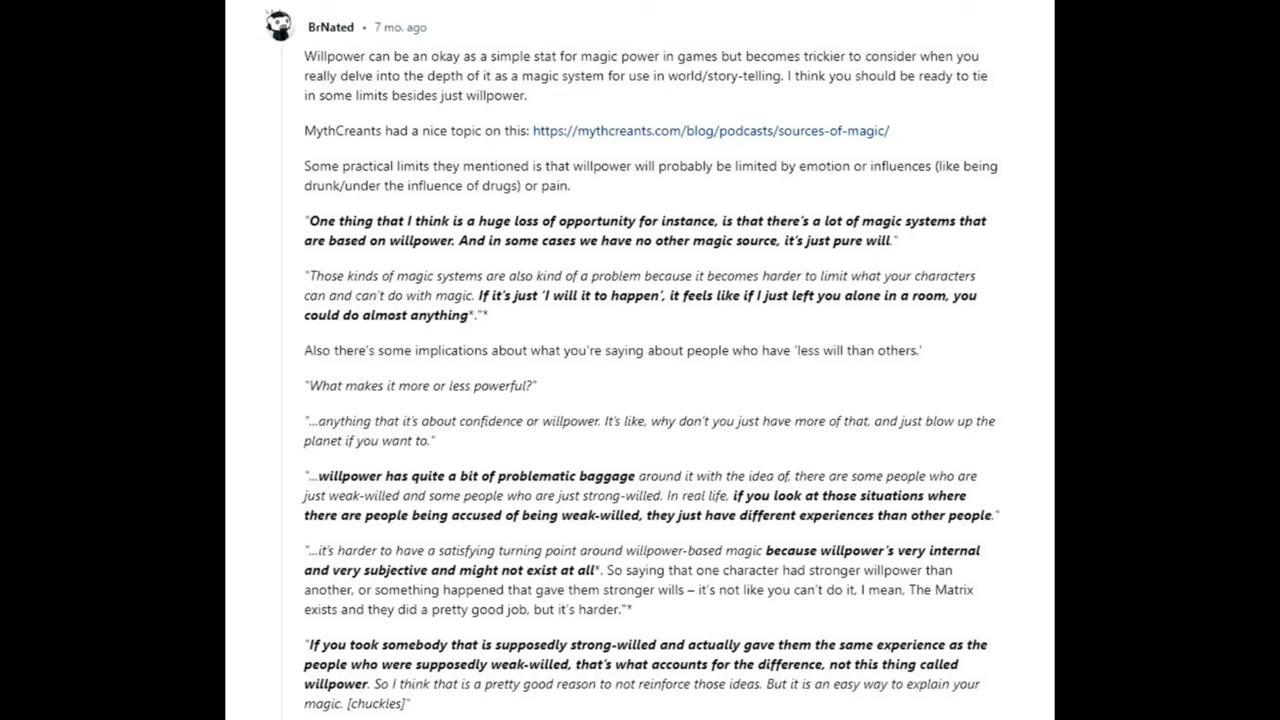 BrNated • 7 mo. ago
Willpower can be an okay as a simple stat for magic power in games but becomes trickier to consider when you
really delve into the depth of it as a magic system for use in world/story-telling. I think you should be ready to tie
in some limits besides just willpower.
MythCreants had a nice topic on this: https://mythcreants.com/blog/podcasts/sources-of-magic/
Some practical limits they mentioned is that willpower will probably be limited by emotion or influences (like being
drunk/under the influence of drugs) or pain.
"One thing that I think is a huge loss of opportunity for instance, is that there's a lot of magic systems that
are based on willpower. And in some cases we have no other magic source, it's just pure will."
"Those kinds of magic systems are also kind of a problem because it becomes harder to limit what your characters
can and can't do with magic. If it's just 'I will it to happen', it feels like if I just left you alone in a room, you
could do almost anything*."*
Also there's some implications about what you're saying about people who have 'less will than others.'
"What makes it more or less powerful?"
"...anything that it's about confidence or willpower. It's like, why don't you just have more of that, and just blow up the
planet if you want to."
"...willpower has quite a bit of problematic baggage around it with the idea of, there are some people who are
just weak-willed and some people who are just strong-willed. In real life, if you look at those situations where
there are people being accused of being weak-willed, they just have different experiences than other people."
"...it's harder to have a satisfying turning point around willpower-based magic because willpower's very internal
and very subjective and might not exist at all*. So saying that one character had stronger willpower than
another, or something happened that gave them stronger wills – it's not like you can't do it, I mean, The Matrix
exists and they did a pretty good job, but it's harder."*
"If you took somebody that is supposedly strong-willed and actually gave them the same experience as the
people who were supposedly weak-willed, that's what accounts for the difference, not this thing called
willpower. So I think that is a pretty good reason to not reinforce those ideas. But it is an easy way to explain your
magic. [chuckles]"